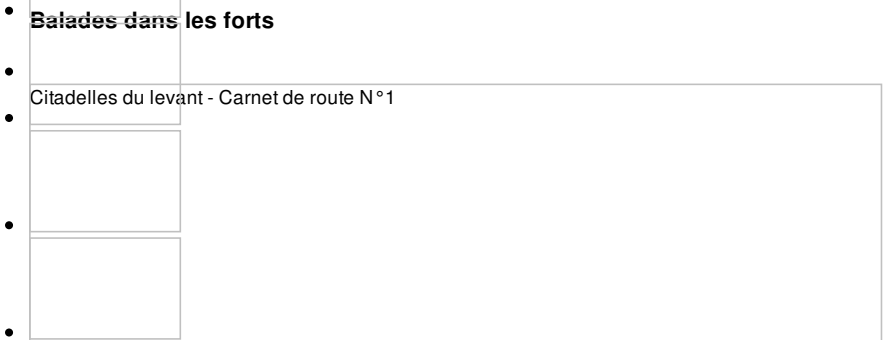 Balades dans les forts
Citadelles du levant - Carnet de route N°1